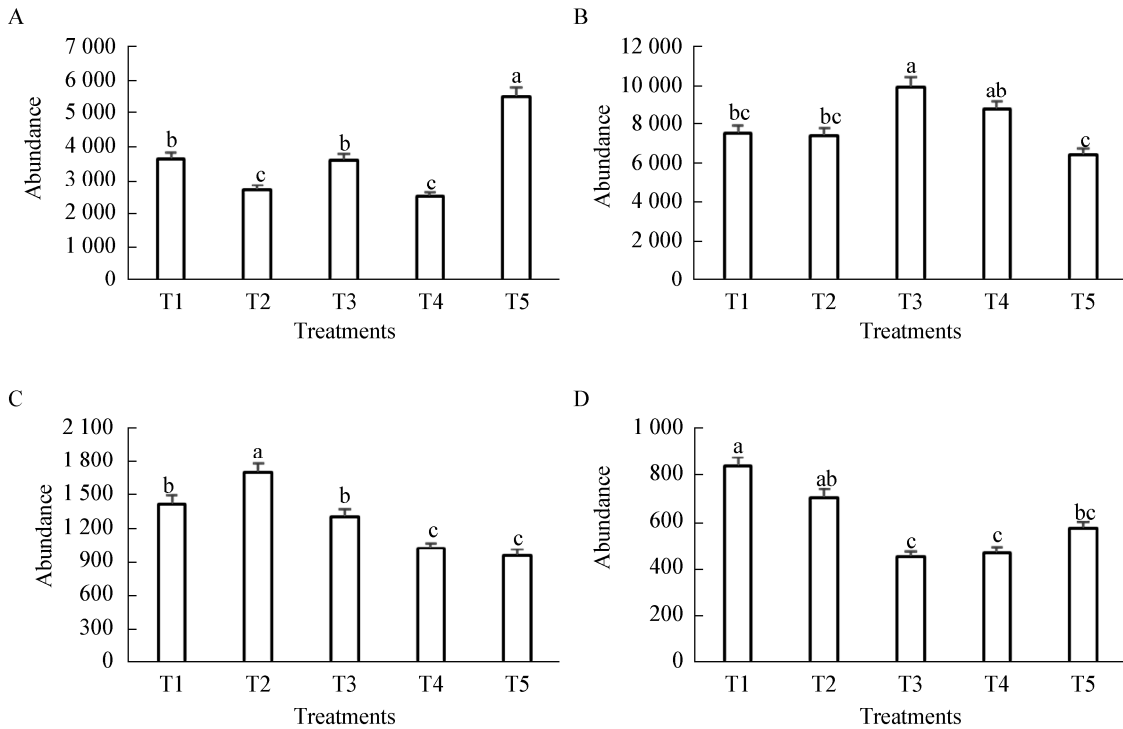 A
7 000
6 000
5 000
4 000
3 000
2 000
1 000
0
Abundance
b
c
b
c
a
T1 T2 T3 T4 T5
Treatments
B
12 000
10 000
8 000
6 000
4 000
2 000
0
Abundance
bc
bc
a
ab
c
T1 T2 T3 T4 T5
Treatments
C
2 100
1 800
1 500
1 200
900
600
300
0
Abundance
b
a
b
c
c
T1 T2 T3 T4 T5
Treatments
D
1 000
800
600
400
200
0
Abundance
a
ab
c
c
bc
T1 T2 T3 T4 T5
Treatments